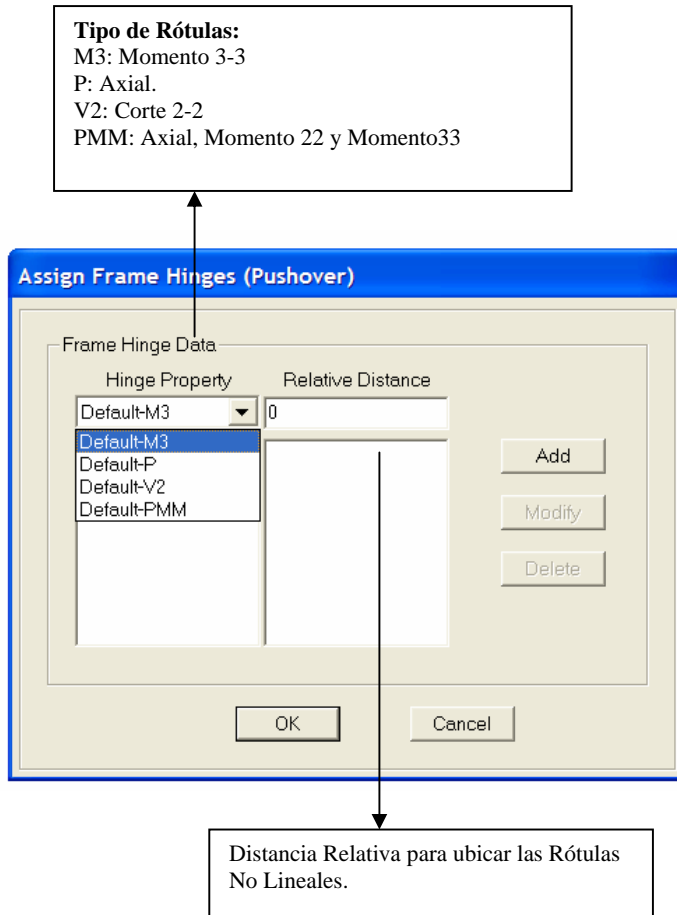 Tipo de Rótulas:
M3: Momento 3-3
P: Axial.
V2: Corte 2-2
PMM: Axial, Momento 22 y Momento33
Assign Frame Hinges (Pushover)
Frame Hinge Data
Hinge Property
Relative Distance
Default-M3
0
Default-M3
Default-P
Default-V2
Default-PMM
Add
Modify
Delete
OK
Cancel
Distancia Relativa para ubicar las Rótulas
No Lineales.